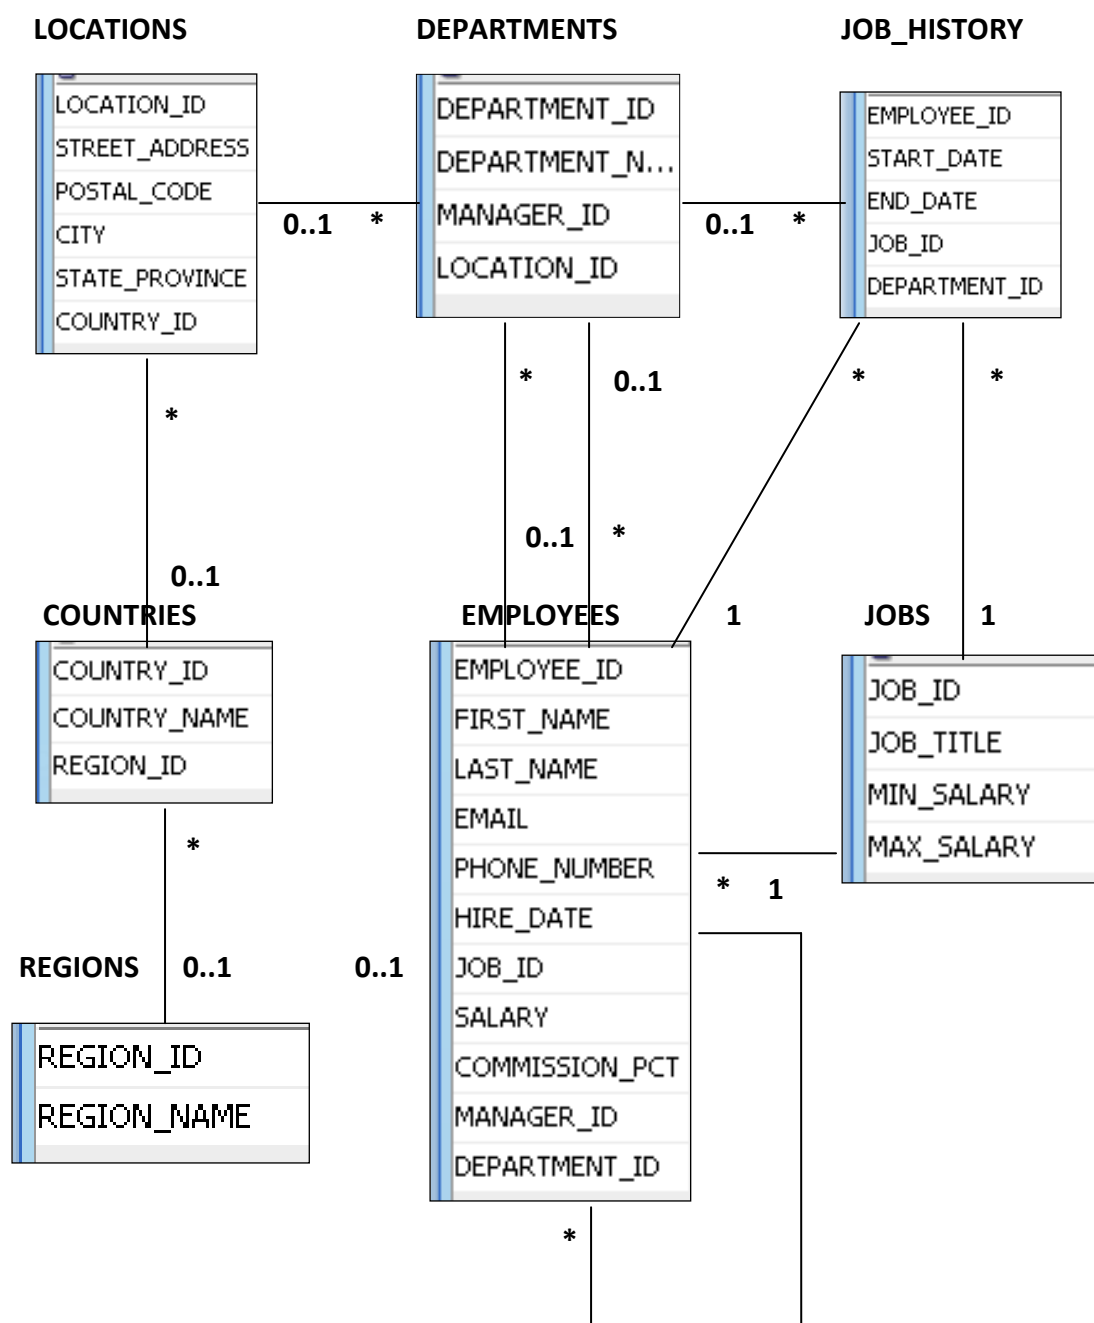 LOCATIONS
LOCATION_ID
STREET_ADDRESS
POSTAL_CODE
CITY
STATE_PROVINCE
COUNTRY_ID
0..1 *
DEPARTMENTS
DEPARTMENT_ID
DEPARTMENT_N...
MANAGER_ID
LOCATION_ID
0..1 *
JOB_HISTORY
EMPLOYEE_ID
START_DATE
END_DATE
JOB_ID
DEPARTMENT_ID
*
0..1
* 0..1
0..1 *
* *
1 1
COUNTRIES
COUNTRY_ID
COUNTRY_NAME
REGION_ID
*
0..1
REGIONS
REGION_ID
REGION_NAME
EMPLOYEES
EMPLOYEE_ID
FIRST_NAME
LAST_NAME
EMAIL
PHONE_NUMBER
HIRE_DATE
JOB_ID
SALARY
COMMISSION_PCT
MANAGER_ID
DEPARTMENT_ID
0..1
*
* 1
JOBS
JOB_ID
JOB_TITLE
MIN_SALARY
MAX_SALARY